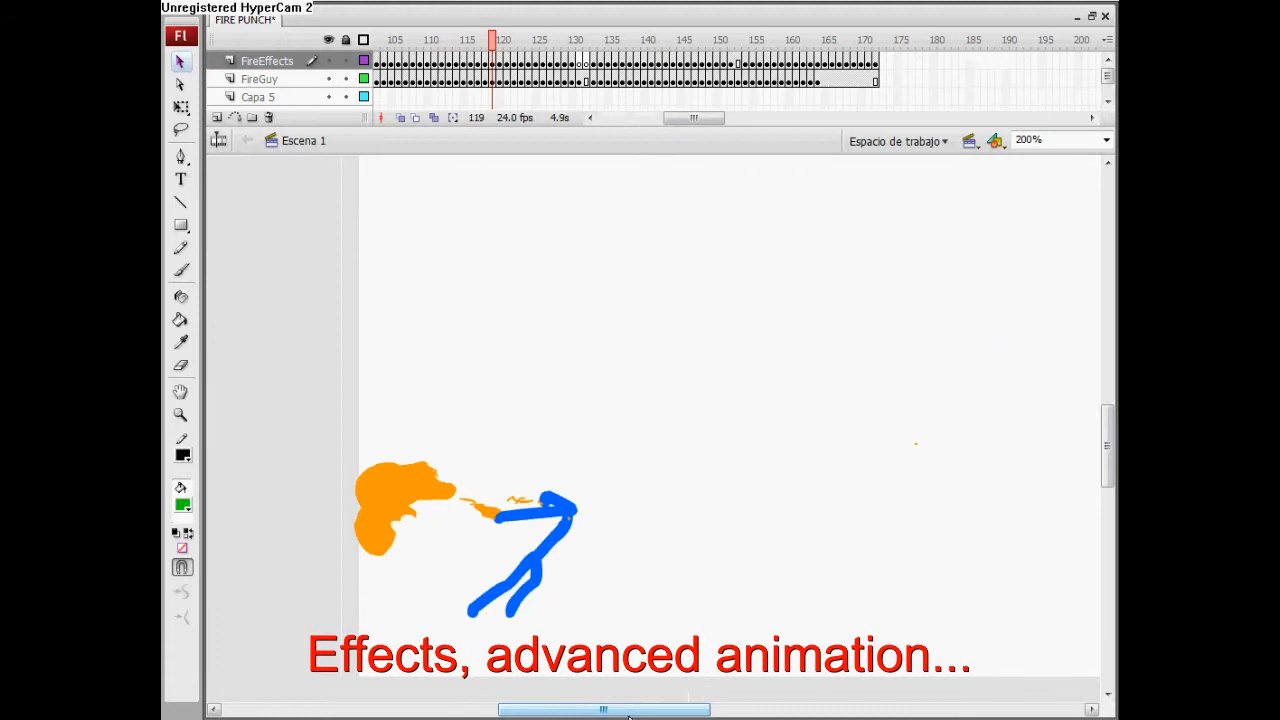 Unregistered HyperCam 2
FIRE PUNCH*
Fl
105 110 115 120 125 130 135 140 145 150 155 160 165 170 175 180 185 190 195 200
FireEffects
FireGuy
Capa 5
119 24.0 fps 4.9s
Escena 1
Espacio de trabajo
200%
T
Effects, advanced animation...